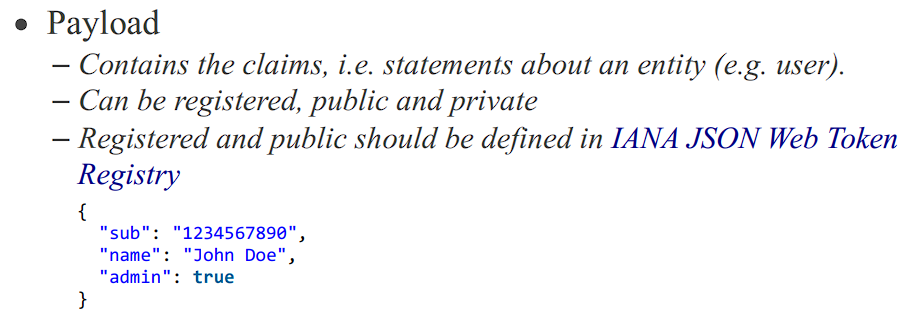 • Payload
– Contains the claims, i.e. statements about an entity (e.g. user).
– Can be registered, public and private
– Registered and public should be defined in IANA JSON Web Token
Registry
{
  "sub": "1234567890",
  "name": "John Doe",
  "admin": true
}